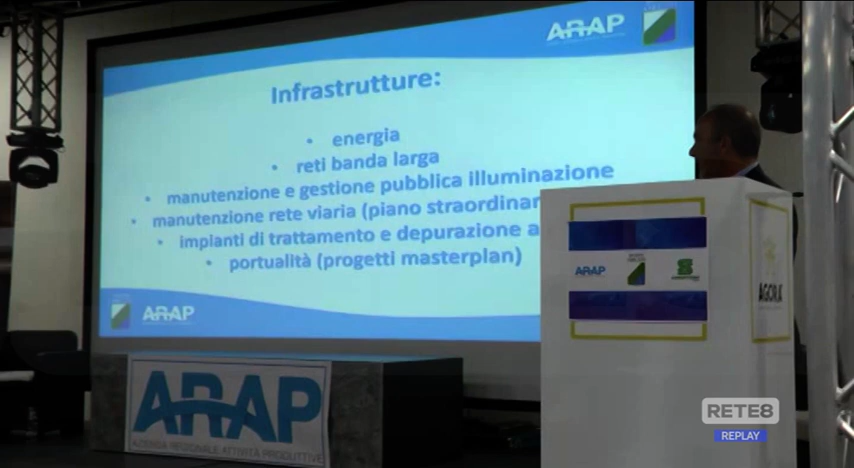 ARAP
Infrastrutture:
• energia
• reti banda larga
• manutenzione e gestione pubblica illuminazione
• manutenzione rete viaria (piano straordinar
• impianti di trattamento e depurazione a
• portualità (progetti masterplan)
ARAP
ARAP
AZIENDA REGIONALE ATTIVITÀ PRODUTTIVE
ARAP
AGORÀ
RETE8
REPLAY